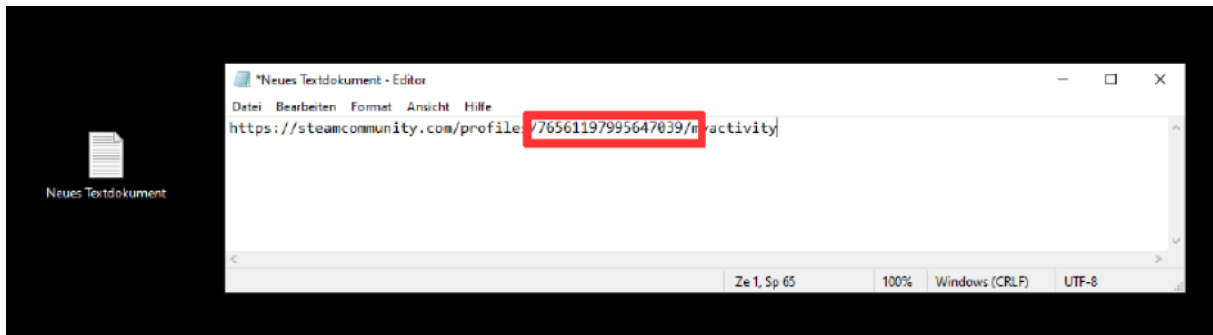 *Neues Textdokument - Editor
Datei Bearbeiten Format Ansicht Hilfe
https://steamcommunity.com/profiles/76561197995647039/myactivity
Neues Textdokument
Ze 1, Sp 65 100% Windows (CRLF) UTF-8